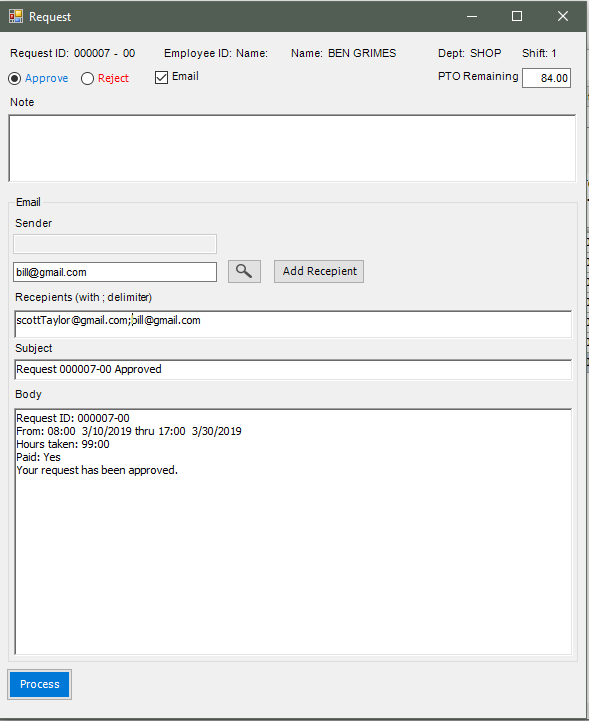 Request
Request ID: 000007 - 00 Employee ID: Name: Name: BEN GRIMES Dept: SHOP Shift: 1
Approve Reject Email PTO Remaining 84.00
Note
Email
Sender
bill@gmail.com Add Recepient
Recepients (with ; delimiter)
scottTaylor@gmail.com;bill@gmail.com
Subject
Request 000007-00 Approved
Body
Request ID: 000007-00
From: 08:00 3/10/2019 thru 17:00 3/30/2019
Hours taken: 99:00
Paid: Yes
Your request has been approved.
Process